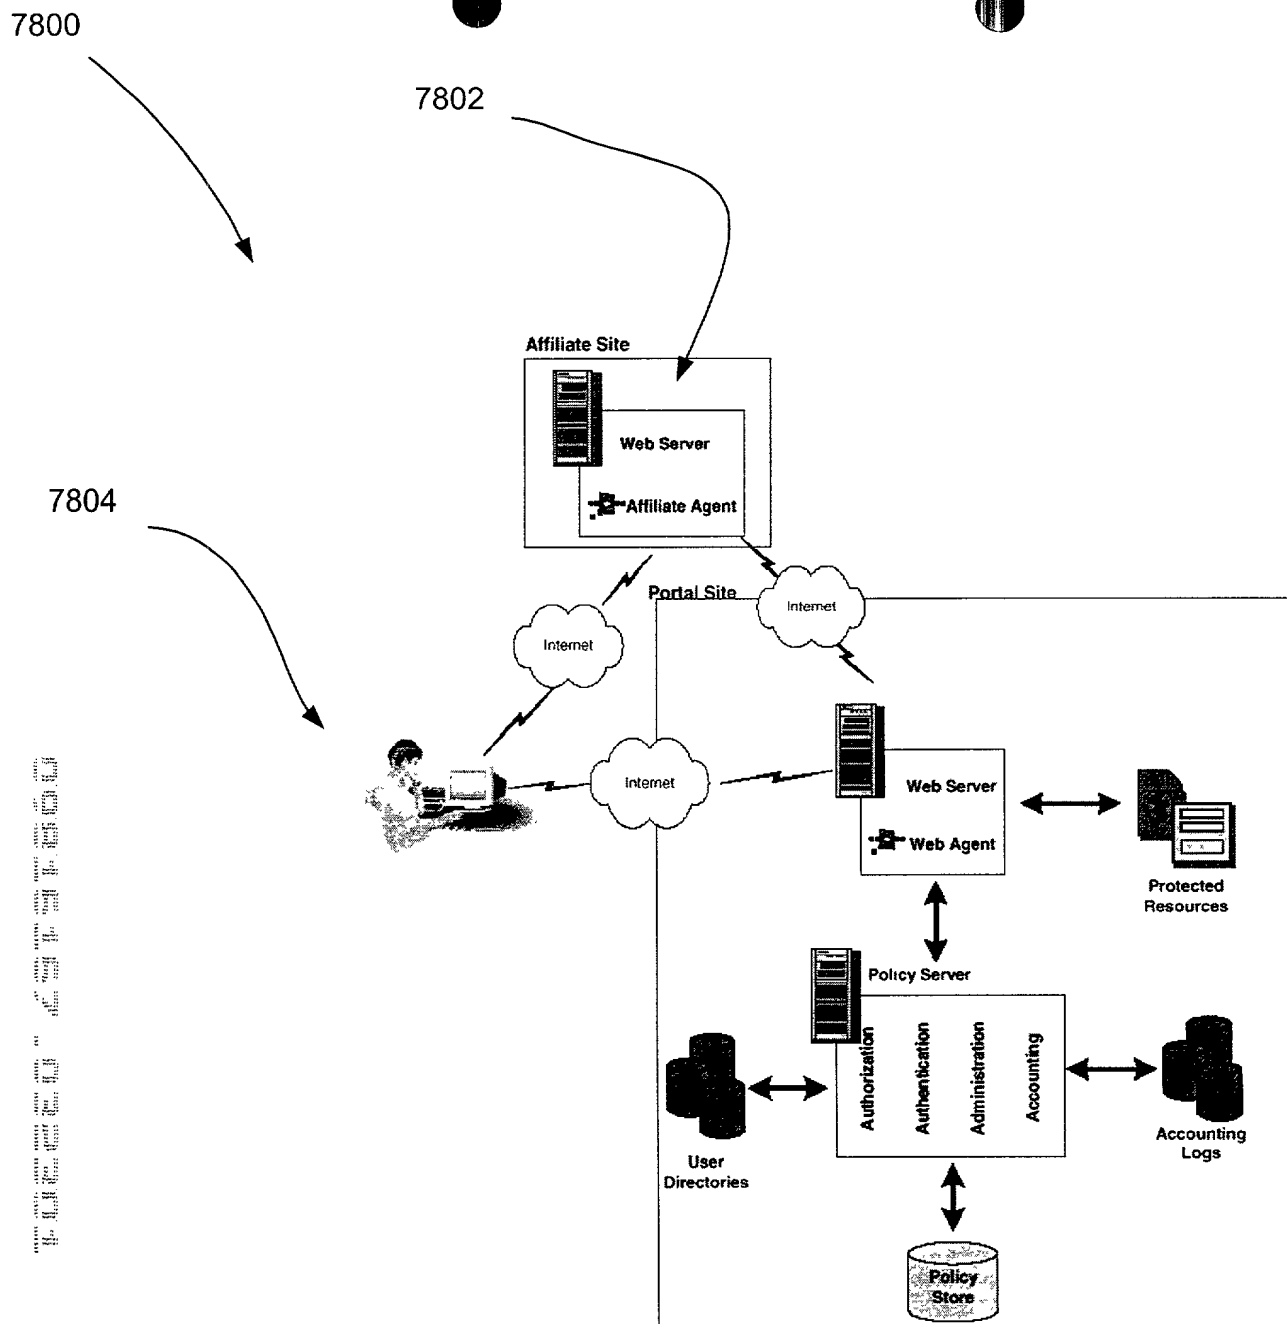 7800
7802
Affiliate Site
Web Server
Affiliate Agent
7804
Portal Site
Internet
Internet
Internet
Web Server
Web Agent
Protected
Resources
Policy Server
Authorization
Authentication
Administration
Accounting
User
Directories
Accounting
Logs
Policy
Store